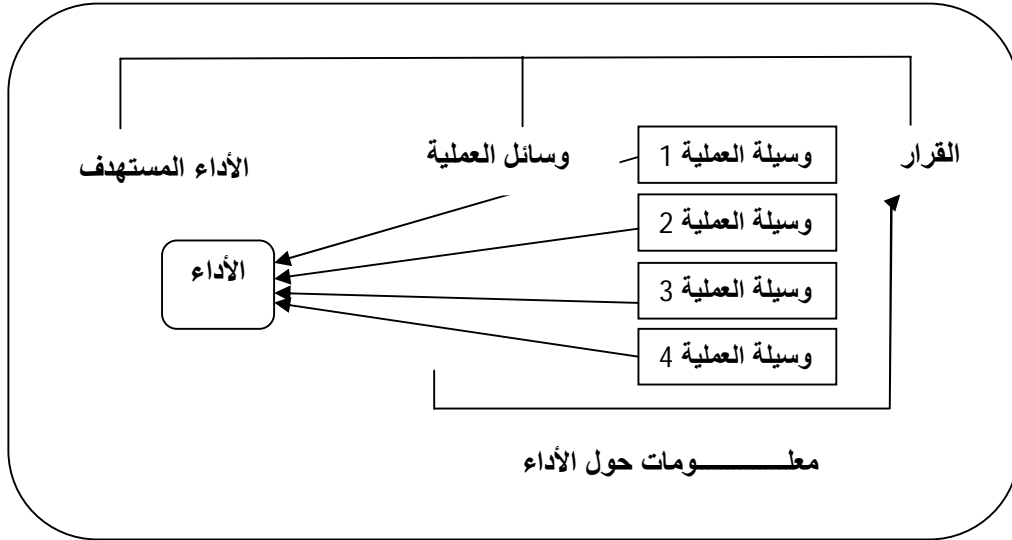 القرار
وسائل العملية
الأداء المستهدف
وسيلة العملية 1
وسيلة العملية 2
وسيلة العملية 3
وسيلة العملية 4
الأداء
معلـــــــــــومات حول الأداء